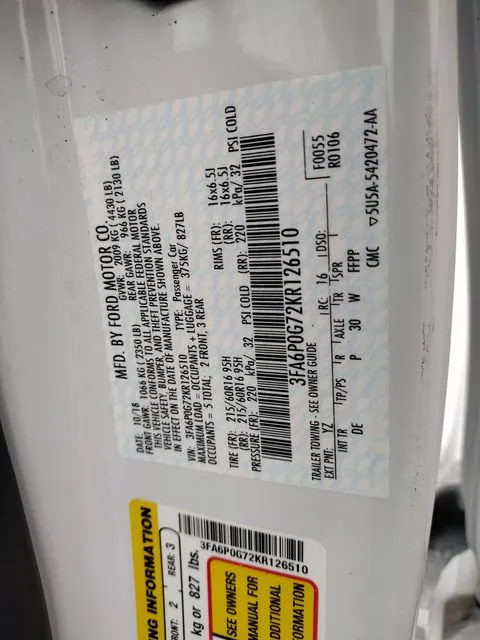 MFD. BY FORD MOTOR CO.
DATE: 10/18 GVWR: 2009 KG ( 4430 LB)
FRONT GAWR: 1066 KG ( 2350 LB) REAR GAWR: 966 KG ( 2130 LB)
THIS VEHICLE CONFORMS TO ALL APPLICABLE FEDERAL MOTOR
VEHICLE SAFETY, BUMPER, AND THEFT PREVENTION STANDARDS
IN EFFECT ON THE DATE OF MANUFACTURE SHOWN ABOVE.
VIN: 3FA6P0G72KR126510 TYPE: Passenger Car
MAXIMUM LOAD = OCCUPANTS + LUGGAGE = 375KG/ 827LB
OCCUPANTS = 5 TOTAL; 2 FRONT, 3 REAR
TIRE (FR): 215/60R16 95H RIMS (FR): 16x6.5J
(RR): 215/60R16 95H (RR): 16x6.5J
PRESSURE (FR): 220 kPa/ 32 PSI COLD (RR): 220 kPa/ 32 PSI COLD
3FA6P0G72KR126510
TRAILER TOWING - SEE OWNER GUIDE
F0055
R0106
EXT PNT: YZ RC: 16 DSO:
INT TR TP/PS R AXLE TR SPR
DE P 30 W FFPP
CMC 5U5A-5420472-AA
NG INFORMATION
FRONT: 2 REAR: 3
kg or 827 lbs.
3FA6P0G72KR126510
SEE OWNERS
MANUAL FOR
ADDITIONAL
INFORMATION